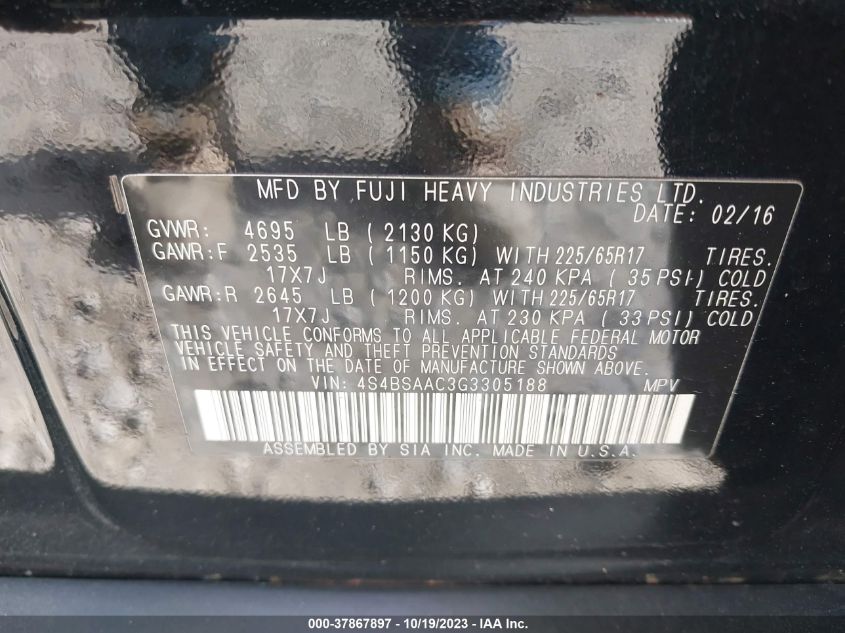 MFD BY FUJI HEAVY INDUSTRIES LTD.
DATE: 02/16
GVWR: 4695 LB ( 2130 KG)
GAWR:F 2535 LB ( 1150 KG) WITH 225/65R17 TIRES.
17X7J RIMS. AT 240 KPA ( 35 PSI) COLD
GAWR:R 2645 LB ( 1200 KG) WITH 225/65R17 TIRES.
17X7J RIMS. AT 230 KPA ( 33 PSI) COLD
THIS VEHICLE CONFORMS TO ALL APPLICABLE FEDERAL MOTOR
VEHICLE SAFETY AND THEFT PREVENTION STANDARDS
IN EFFECT ON THE DATE OF MANUFACTURE SHOWN ABOVE.
VIN: 4S4BSAAC3G3305188 MPV
ASSEMBLED BY SIA INC. MADE IN U.S.A.
000-37867897 - 10/19/2023 - IAA Inc.